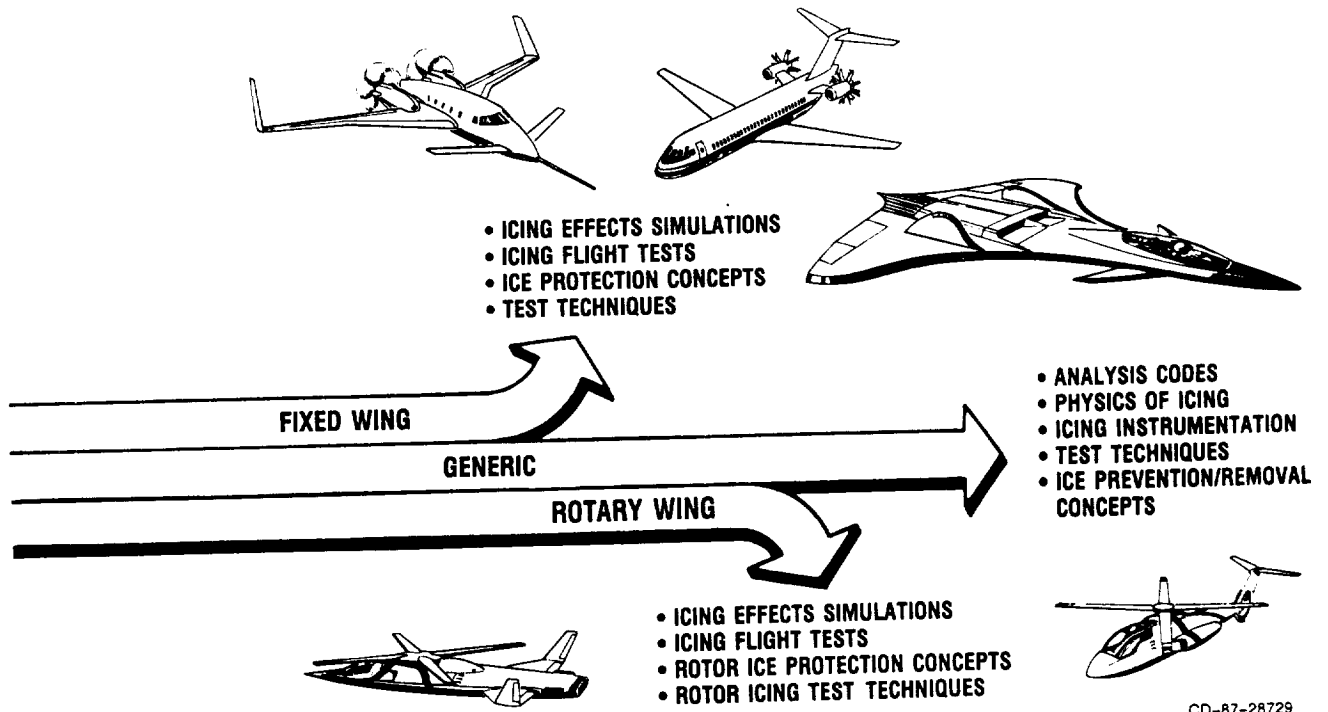 • ICING EFFECTS SIMULATIONS
• ICING FLIGHT TESTS
• ICE PROTECTION CONCEPTS
• TEST TECHNIQUES
FIXED WING
GENERIC
ROTARY WING
• ANALYSIS CODES
• PHYSICS OF ICING
• ICING INSTRUMENTATION
• TEST TECHNIQUES
• ICE PREVENTION/REMOVAL
CONCEPTS
• ICING EFFECTS SIMULATIONS
• ICING FLIGHT TESTS
• ROTOR ICE PROTECTION CONCEPTS
• ROTOR ICING TEST TECHNIQUES
CD-87-28729